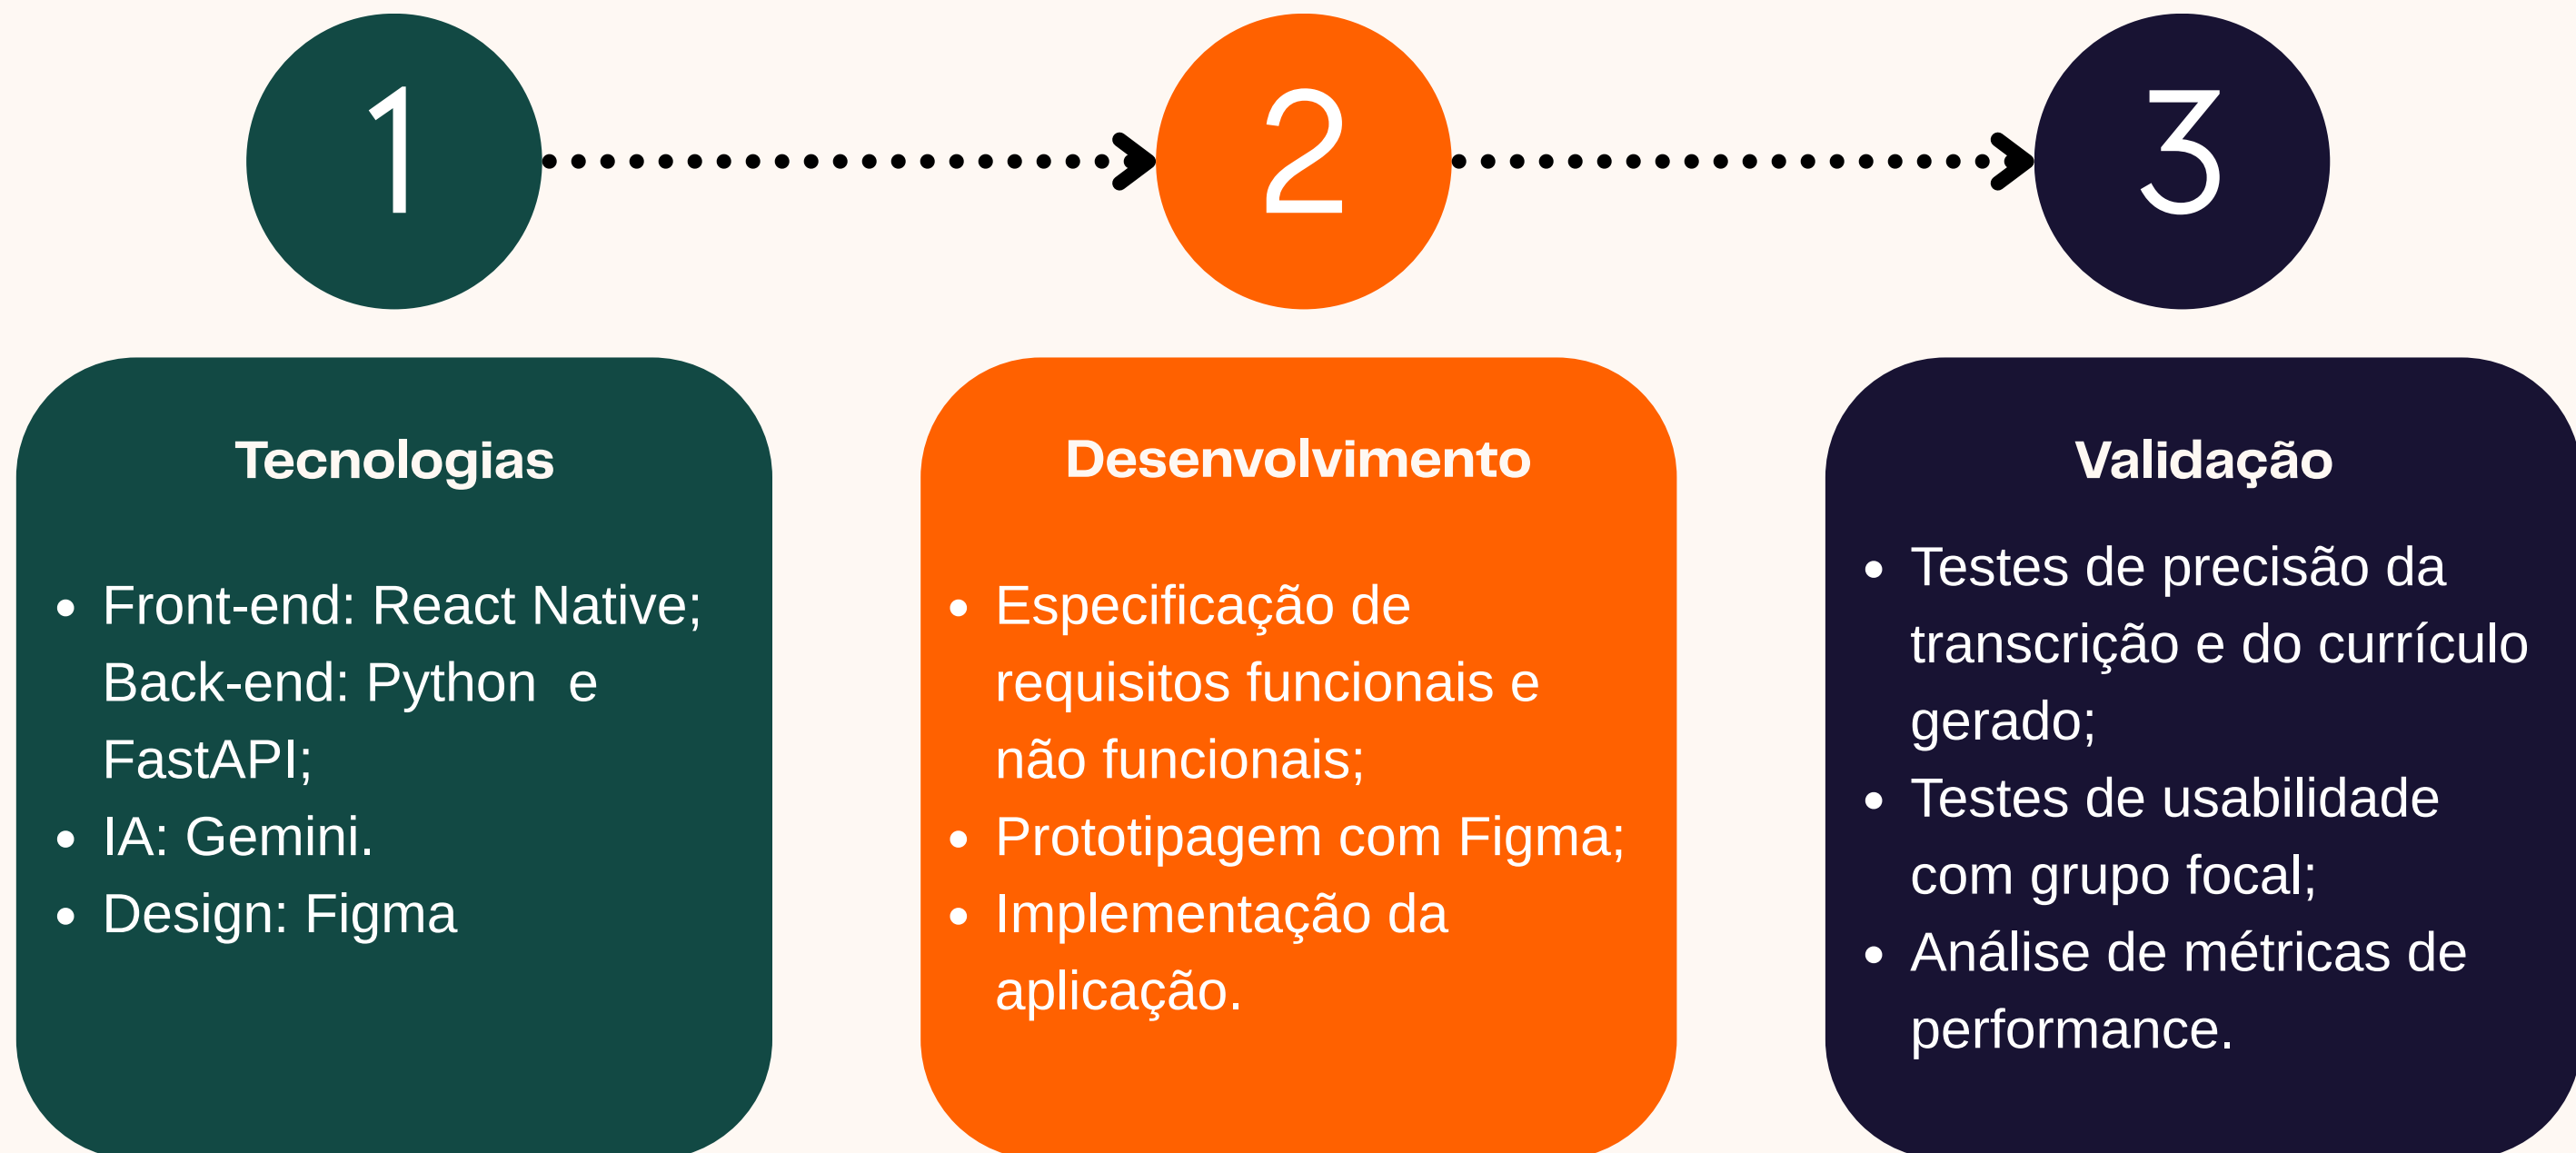 1
2
3
Tecnologias
• Front-end: React Native;
Back-end: Python  e
FastAPI;
• IA: Gemini.
• Design: Figma
Desenvolvimento
• Especificação de
requisitos funcionais e
não funcionais;
• Prototipagem com Figma;
• Implementação da
aplicação.
Validação
• Testes de precisão da
transcrição e do currículo
gerado;
• Testes de usabilidade
com grupo focal;
• Análise de métricas de
performance.